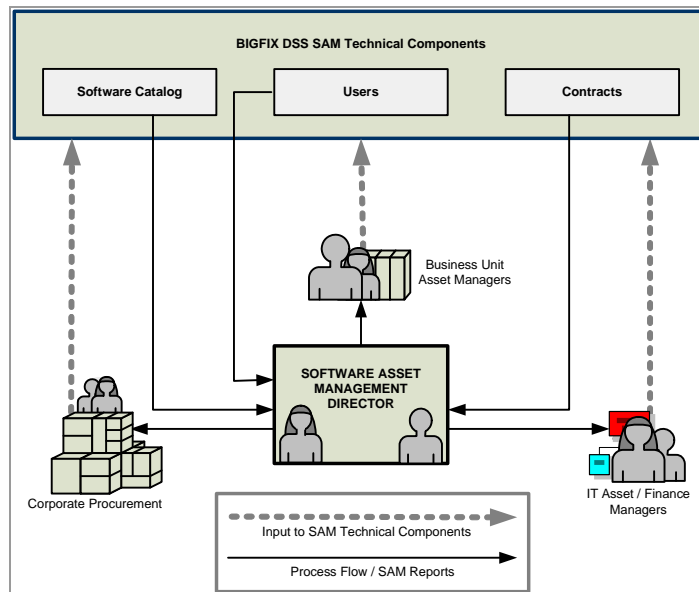 BIGFIX DSS SAM Technical Components
Software Catalog
Users
Contracts
Business Unit
Asset Managers
SOFTWARE ASSET
MANAGEMENT
DIRECTOR
Corporate Procurement
IT Asset / Finance
Managers
Input to SAM Technical Components
Process Flow / SAM Reports